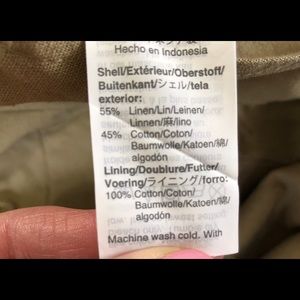 Hecho en Indonesia
Shell/Extérieur/Oberstoff/
Buitenkant/シェル/tela
exterior:
55% Linen/Lin/Leinen/
Linnen/麻/lino
45% Cotton/Coton/
Baumwolle/Katoen/綿/
algodón
Lining/Doublure/Futter/
Voering/ライニング/forro:
100% Cotton/Coton/
Baumwolle/Katoen/綿/
algodón
Machine wash cold. With